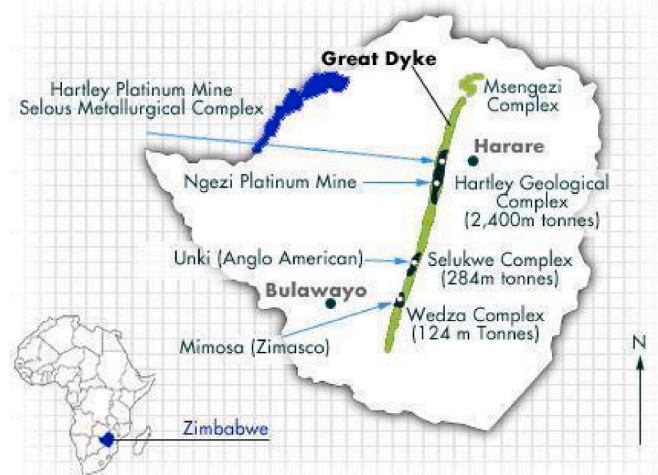 Great Dyke
Hartley Platinum Mine
Selous Metallurgical Complex
Msengezi
Complex
Harare
Ngezi Platinum Mine
Hartley Geological
Complex
(2,400m tonnes)
Unki (Anglo American)
Selukwe Complex
(284m tonnes)
Bulawayo
Wedza Complex
(124 m Tonnes)
Mimosa (Zimasco)
N
Zimbabwe